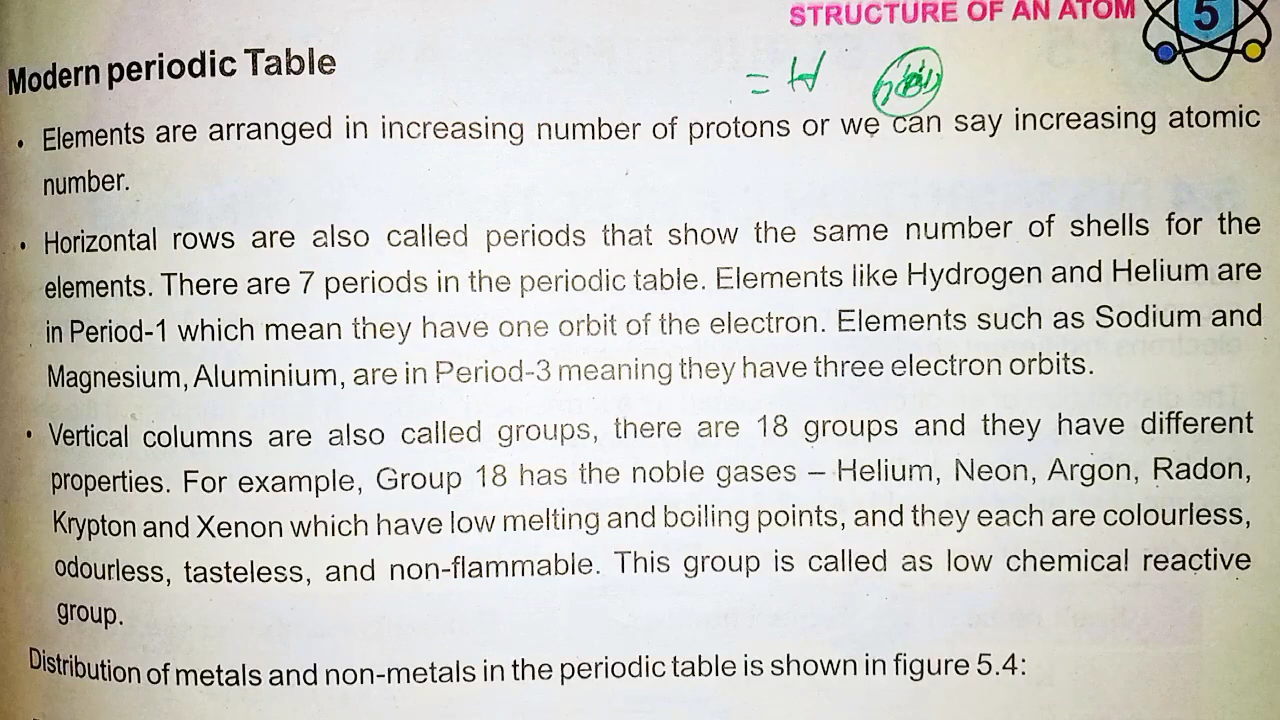 STRUCTURE OF AN ATOM 5
Modern periodic Table
• Elements are arranged in increasing number of protons or we can say increasing atomic
number.
• Horizontal rows are also called periods that show the same number of shells for the
elements. There are 7 periods in the periodic table. Elements like Hydrogen and Helium are
in Period-1 which mean they have one orbit of the electron. Elements such as Sodium and
Magnesium, Aluminium, are in Period-3 meaning they have three electron orbits.
• Vertical columns are also called groups, there are 18 groups and they have different
properties. For example, Group 18 has the noble gases – Helium, Neon, Argon, Radon,
Krypton and Xenon which have low melting and boiling points, and they each are colourless,
odourless, tasteless, and non-flammable. This group is called as low chemical reactive
group.
Distribution of metals and non-metals in the periodic table is shown in figure 5.4: